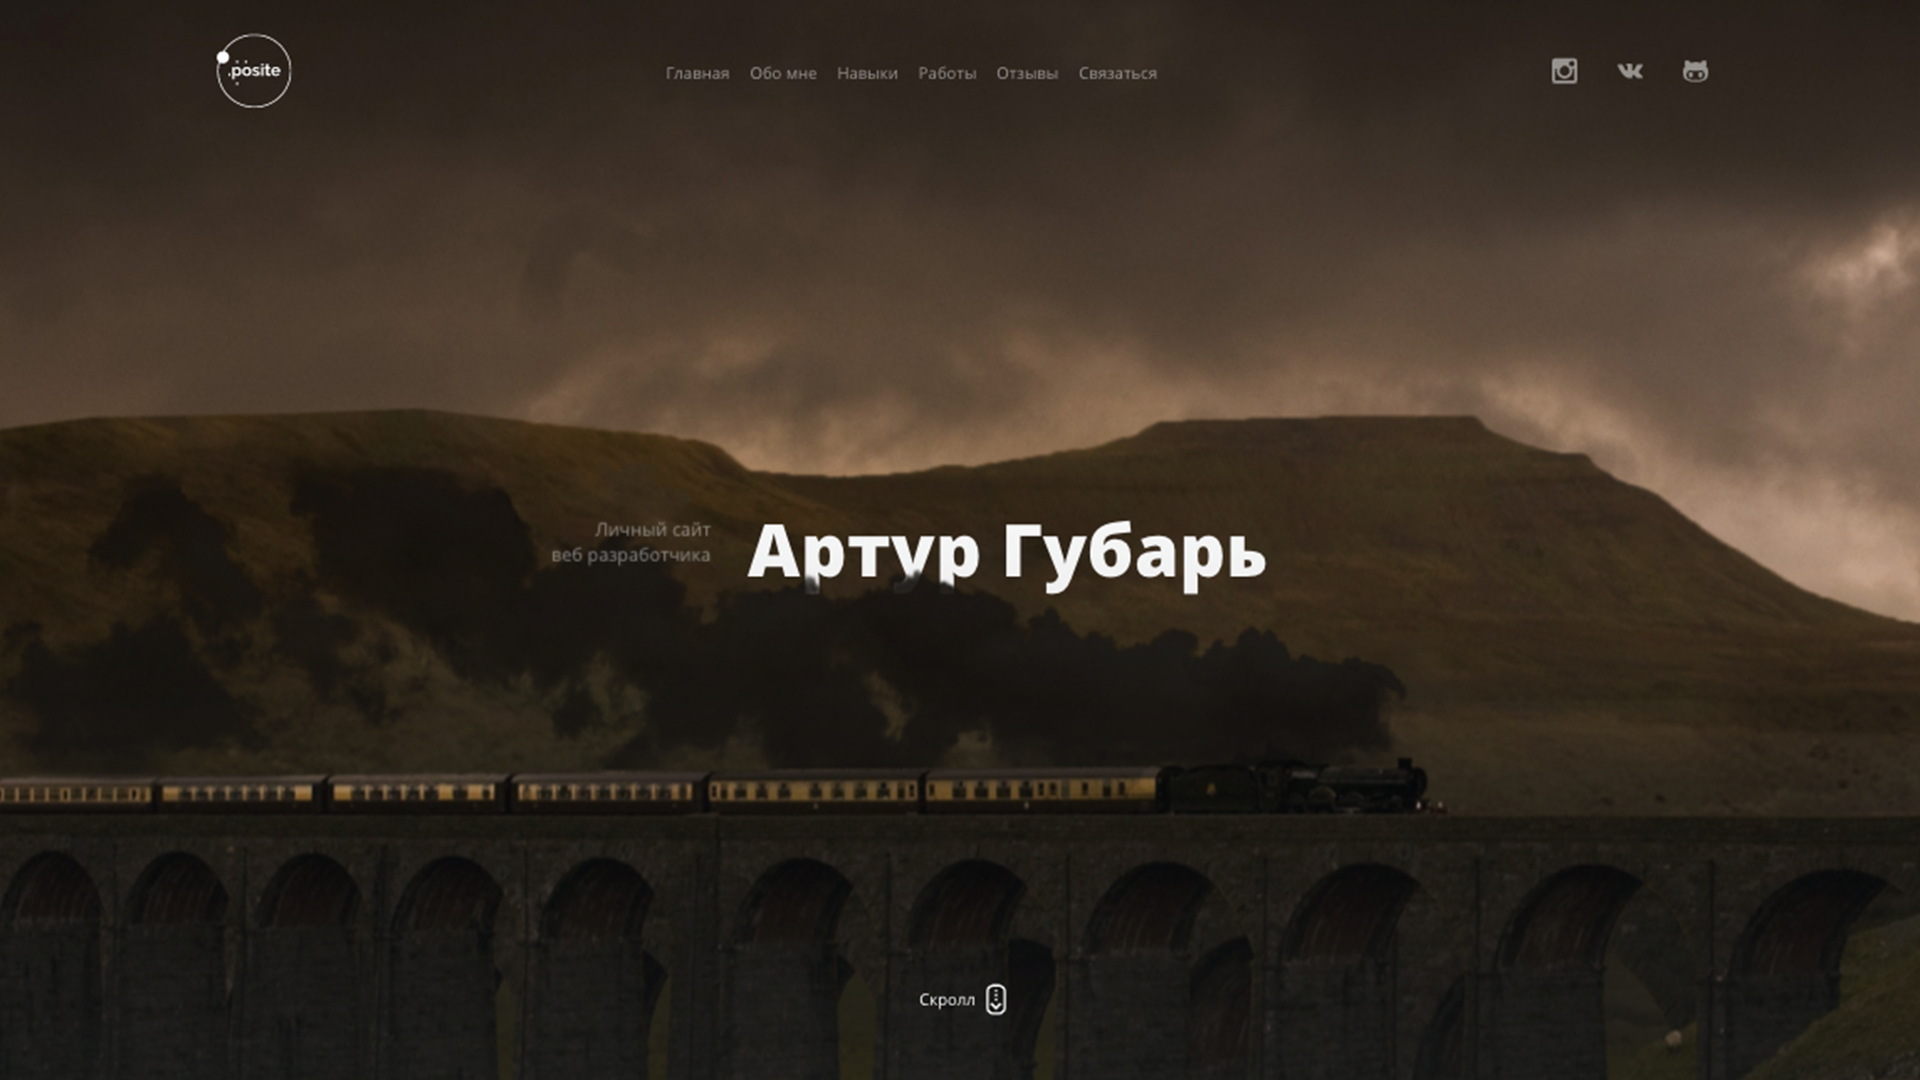 .posite
Главная Обо мне Навыки Работы Отзывы Связаться
Личный сайт
веб разработчика
Артур Губарь
Скролл